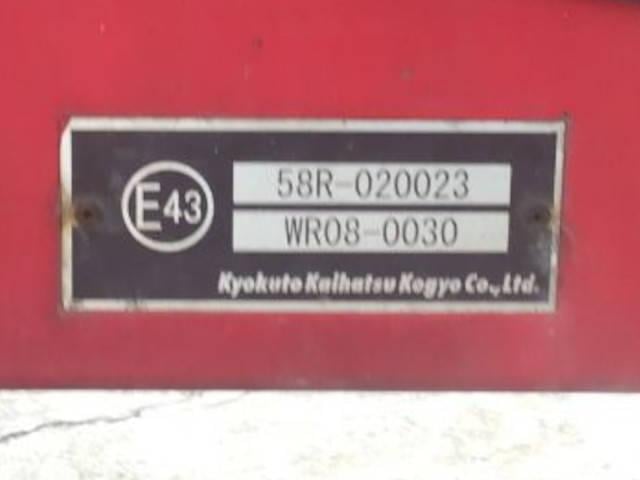 E43
58R-020023
WR08-0030
Kyokuto Kaihatsu Kogyo Co., Ltd.